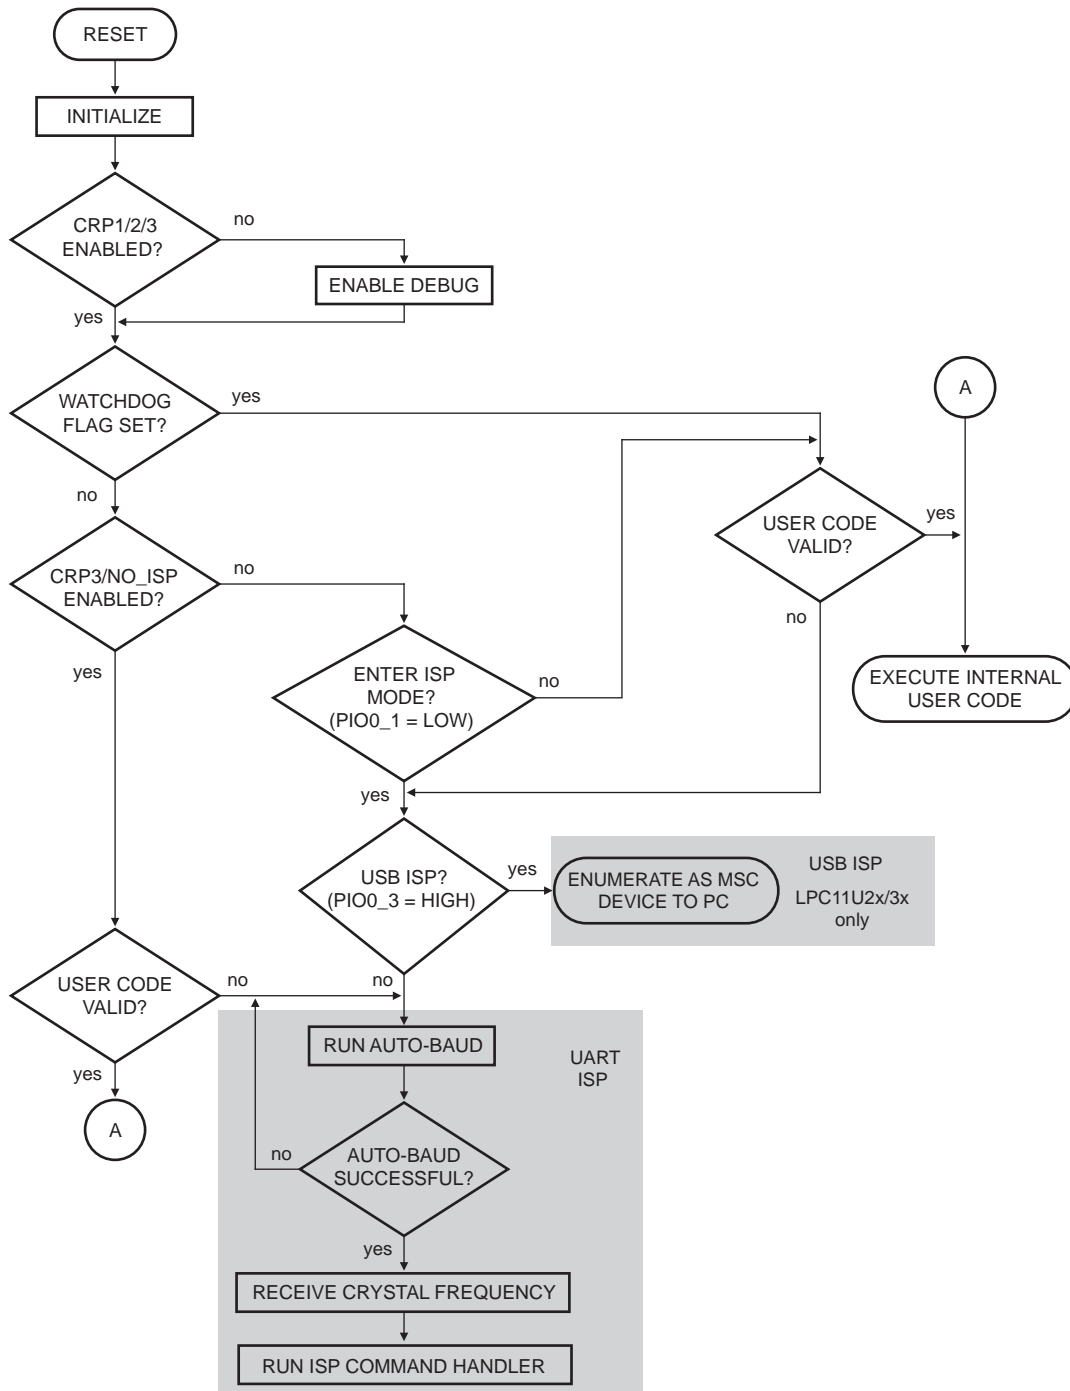 RESET
INITIALIZE
CRP1/2/3
ENABLED?
no
ENABLE DEBUG
yes
WATCHDOG
FLAG SET?
yes
A
no
USER CODE
VALID?
yes
no
CRP3/NO_ISP
ENABLED?
no
yes
ENTER ISP
MODE?
(PIO0_1 = LOW)
no
EXECUTE INTERNAL
USER CODE
yes
USB ISP?
(PIO0_3 = HIGH)
yes
ENUMERATE AS MSC
DEVICE TO PC
USB ISP
LPC11U2x/3x
only
no
USER CODE
VALID?
no
yes
A
RUN AUTO-BAUD
UART
ISP
AUTO-BAUD
SUCCESSFUL?
no
yes
RECEIVE CRYSTAL FREQUENCY
RUN ISP COMMAND HANDLER